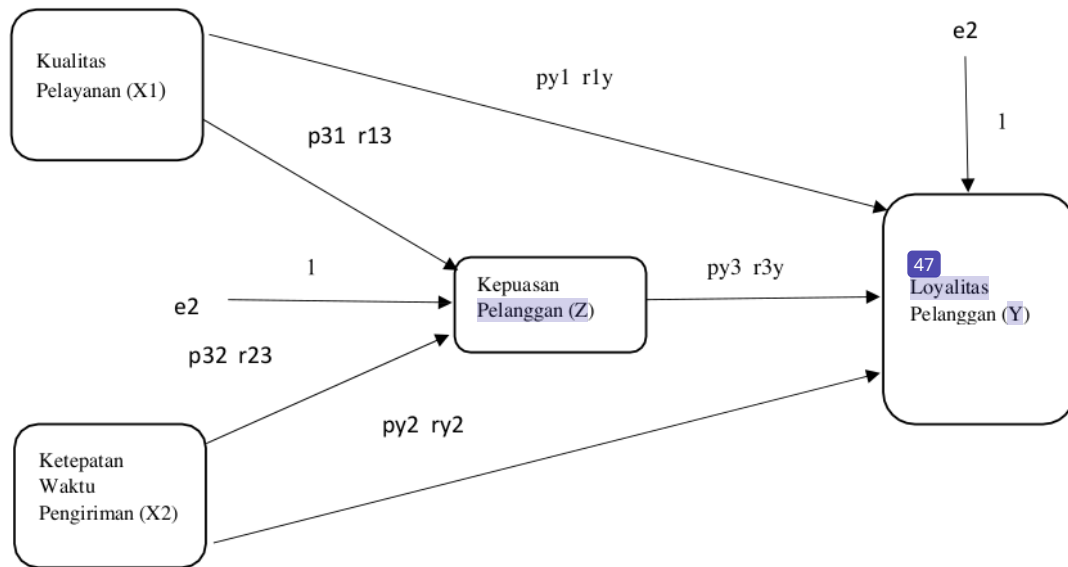 Kualitas
Pelayanan (X1)
e2
py1 r1y
1
p31 r13
1
e2
Kepuasan
Pelanggan (Z)
py3 r3y
47
Loyalitas
Pelanggan (Y)
p32 r23
py2 ry2
Ketepatan
Waktu
Pengiriman (X2)